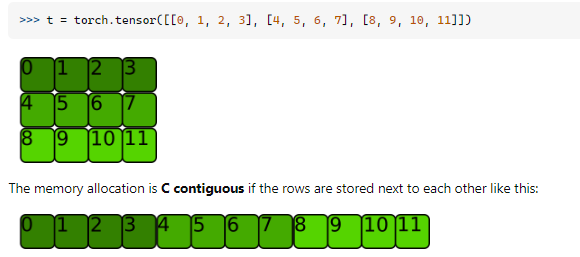 >>> t = torch.tensor([[0, 1, 2, 3], [4, 5, 6, 7], [8, 9, 10, 11]])
0 1 2 3
4 5 6 7
8 9 10 11
The memory allocation is C contiguous if the rows are stored next to each other like this:
0 1 2 3 4 5 6 7 8 9 10 11